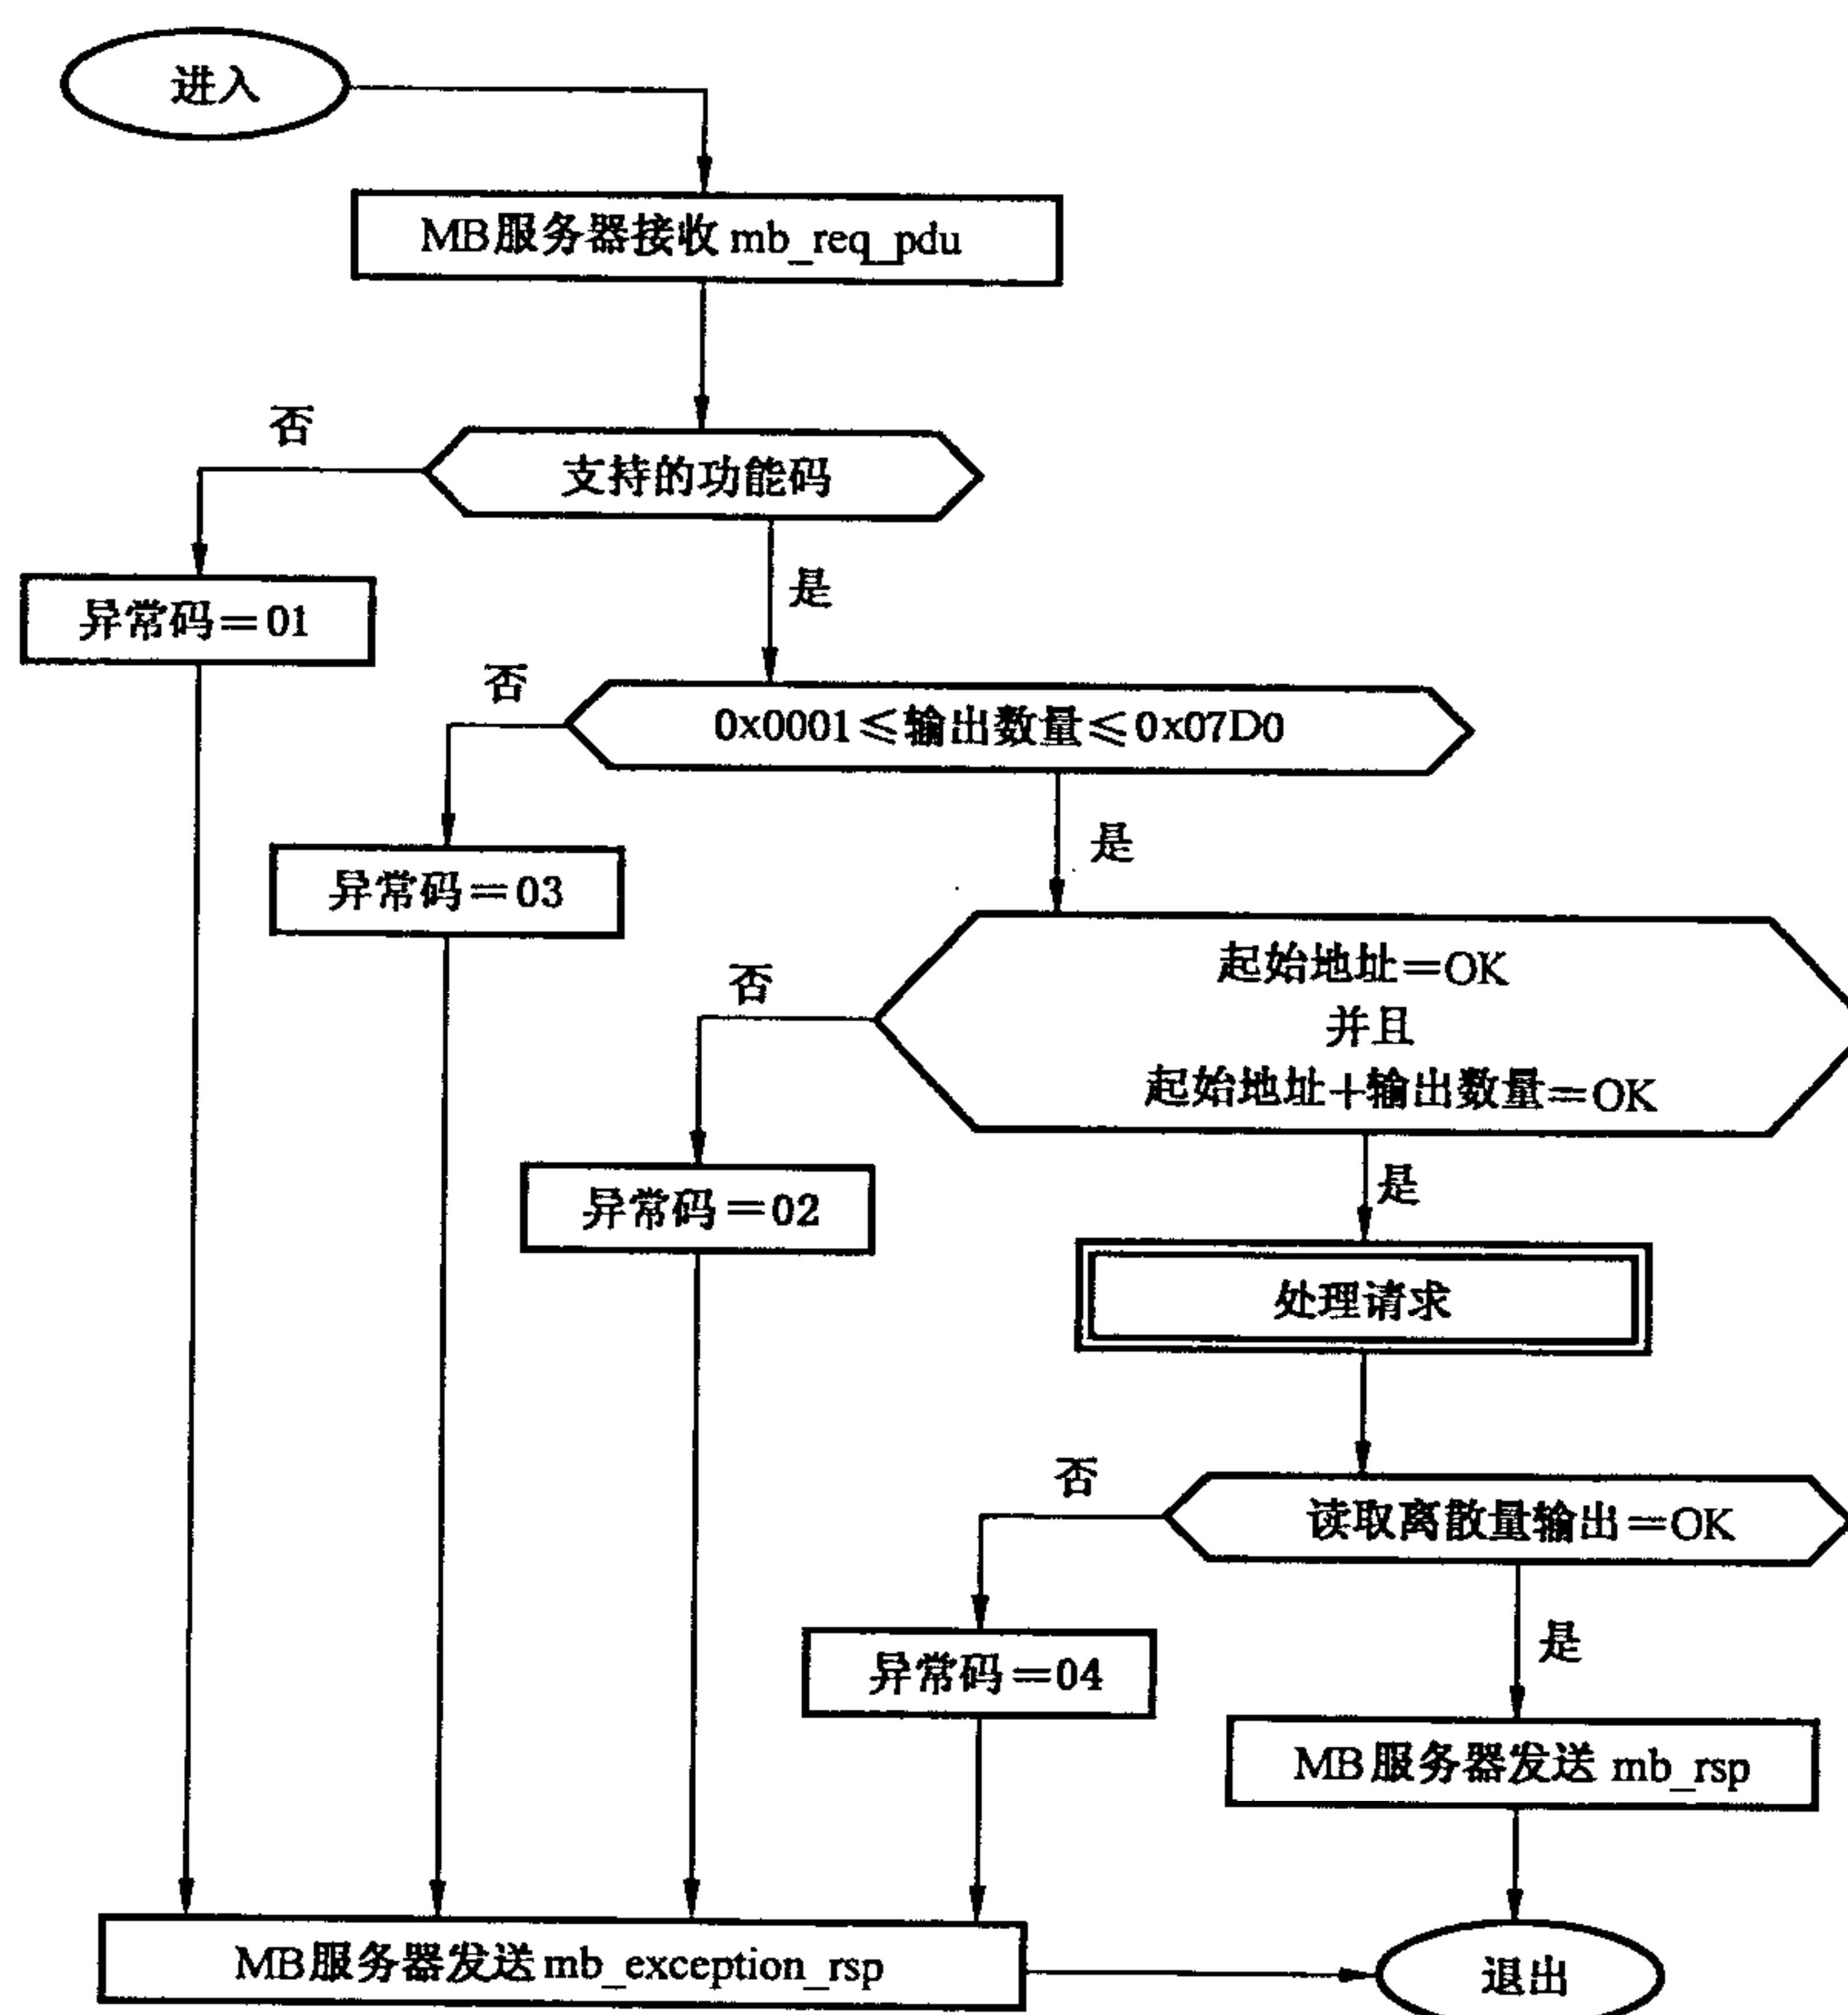 进入
MB服务器接收 mb_req_pdu
否
支持的功能码
是
异常码=01
否
0x0001≤输出数量≤0x07D0
是
异常码=03
否
起始地址=OK
并且
起始地址+输出数量=OK
是
异常码=02
处理请求
否
读取离散量输出=OK
是
异常码=04
MB服务器发送 mb_rsp
MB服务器发送 mb_exception_rsp
退出